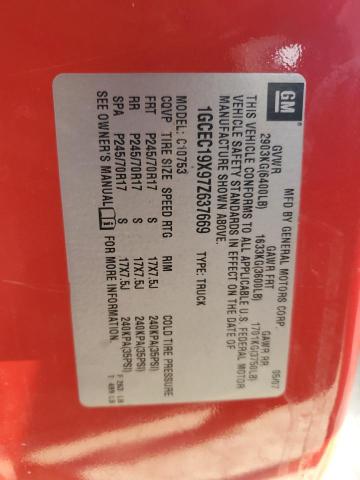 GM
MFD BY GENERAL MOTORS CORP. 05/07
GVWR GAWR FRT GAWR RR
2903KG(6400LB) 1633KG(3600LB) 1701KG(3750LB)
THIS VEHICLE CONFORMS TO ALL APPLICABLE U.S. FEDERAL MOTOR
VEHICLE SAFETY STANDARDS IN EFFECT ON THE DATE OF
MANUFACTURE SHOWN ABOVE.
1GCEC19X97Z637669 TYPE: TRUCK
C10753
COVP TIRE SIZE SPEED RTG RIM COLD TIRE PRESSURE
FRT P245/70R17 S 17X7.5J 240KPA(35PSI)
RR P245/70R17 S 17X7.5J 240KPA(35PSI)
SPA P245/70R17 S 17X7.5J 240KPA(35PSI)
SEE OWNER'S MANUAL i FOR MORE INFORMATION.